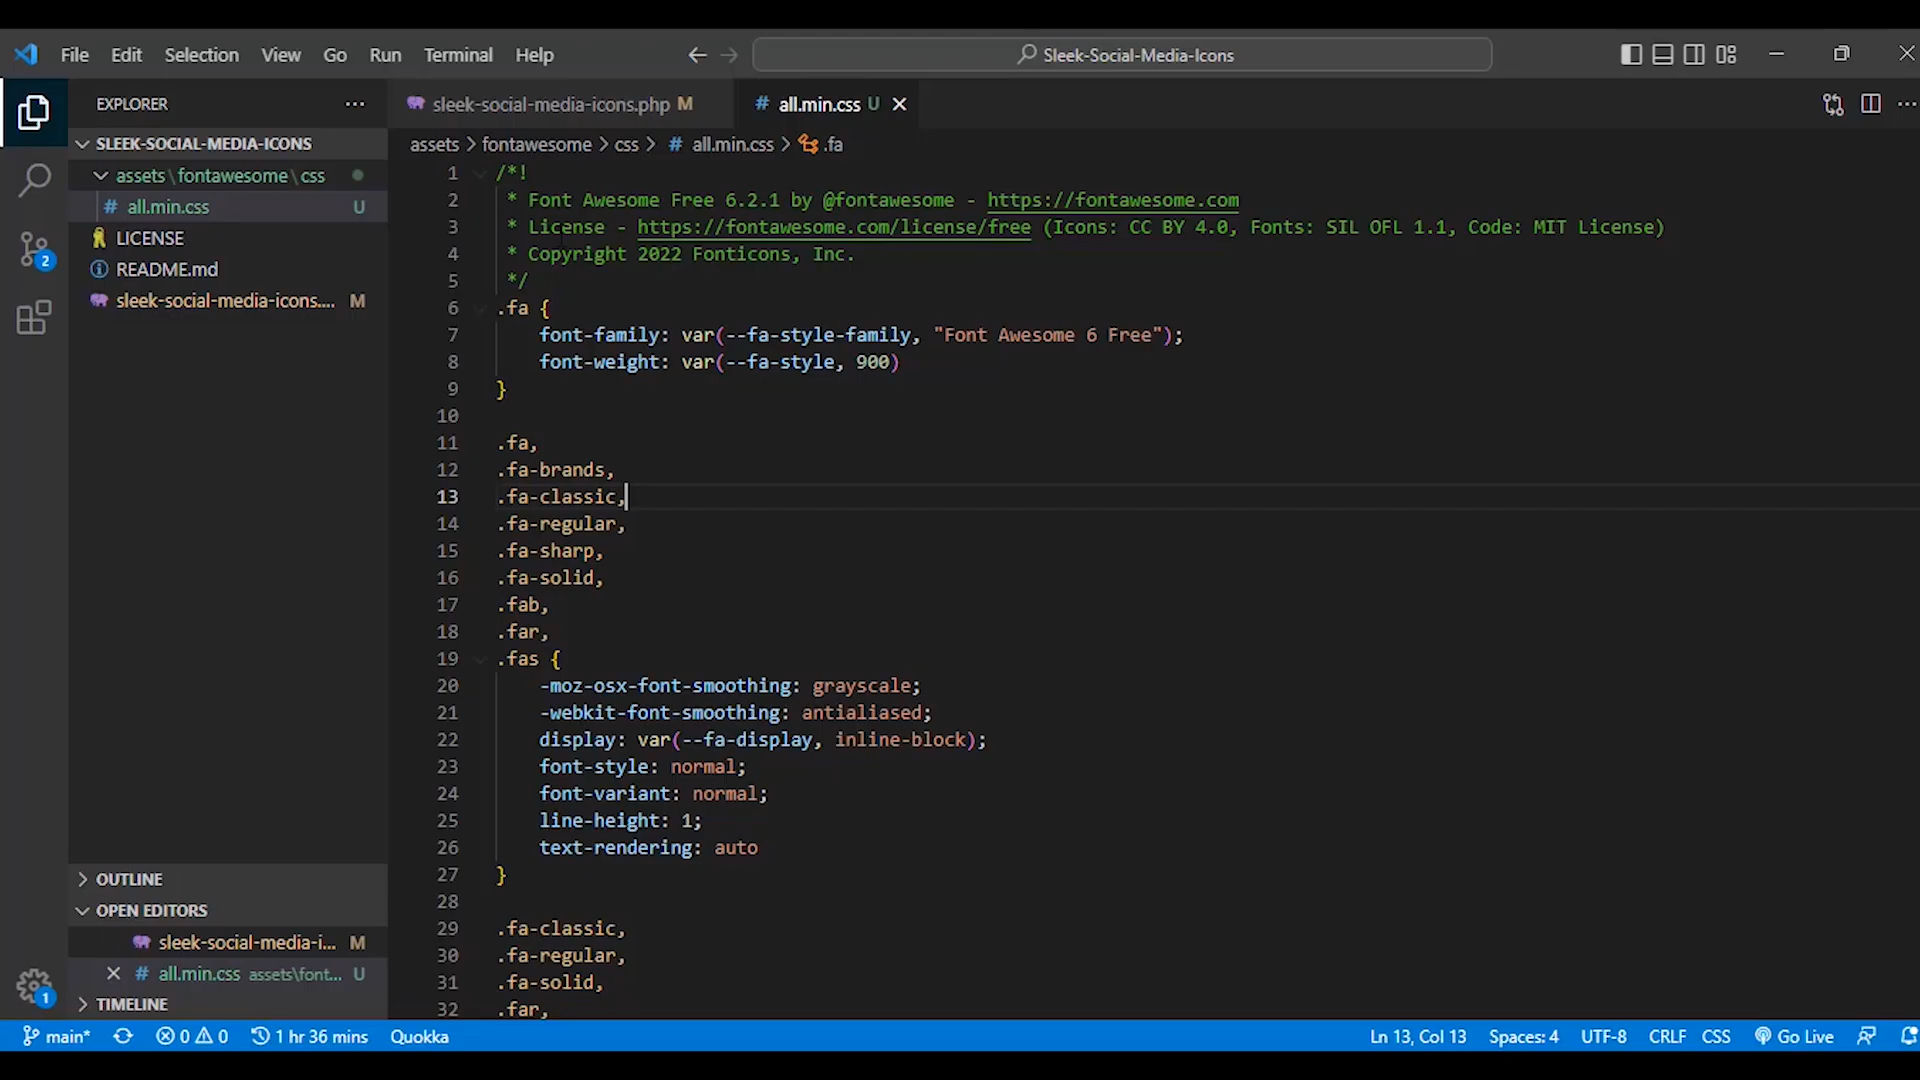 File Edit Selection View Go Run Terminal Help
Sleek-Social-Media-Icons
EXPLORER
SLEEK-SOCIAL-MEDIA-ICONS
assets\fontawesome\css
# all.min.css U
LICENSE
README.md
sleek-social-media-icons.... M
OUTLINE
OPEN EDITORS
sleek-social-media-i... M
# all.min.css assets\font... U
TIMELINE
2
1
sleek-social-media-icons.php M
# all.min.css U
assets > fontawesome > css > # all.min.css > .fa
1 /*!
2 * Font Awesome Free 6.2.1 by @fontawesome - https://fontawesome.com
3 * License - https://fontawesome.com/license/free (Icons: CC BY 4.0, Fonts: SIL OFL 1.1, Code: MIT License)
4 * Copyright 2022 Fonticons, Inc.
5 */
6 .fa {
7 font-family: var(--fa-style-family, "Font Awesome 6 Free");
8 font-weight: var(--fa-style, 900)
9 }
10
11 .fa,
12 .fa-brands,
13 .fa-classic,
14 .fa-regular,
15 .fa-sharp,
16 .fa-solid,
17 .fab,
18 .far,
19 .fas {
20 -moz-osx-font-smoothing: grayscale;
21 -webkit-font-smoothing: antialiased;
22 display: var(--fa-display, inline-block);
23 font-style: normal;
24 font-variant: normal;
25 line-height: 1;
26 text-rendering: auto
27 }
28
29 .fa-classic,
30 .fa-regular,
31 .fa-solid,
32 .far,
main* 0 0 1 hr 36 mins Quokka
Ln 13, Col 13 Spaces: 4 UTF-8 CRLF CSS Go Live